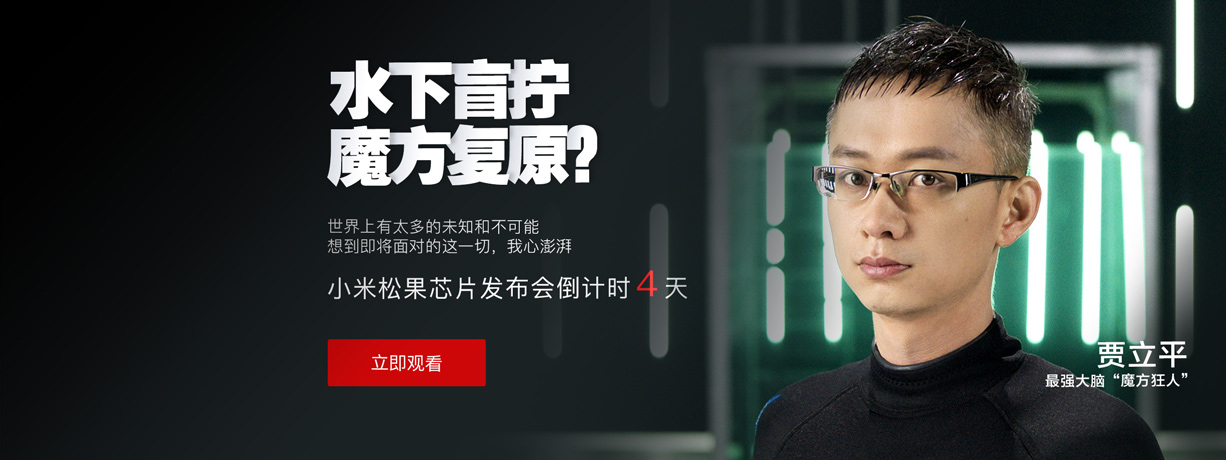 水下盲拧
魔方复原?
世界上有太多的未知和不可能
想到即将面对的这一切，我心澎湃
小米松果芯片发布会倒计时4天
立即观看
贾立平
最强大脑“魔方狂人”